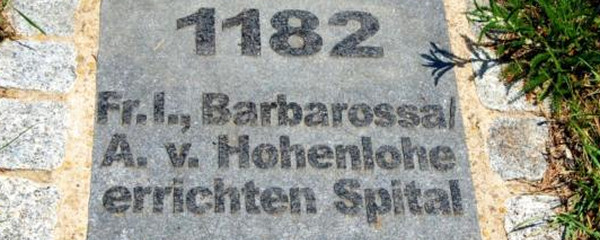 1182
Fr. I., Barbarossa/
A. v. Hohenlohe
errichten Spital